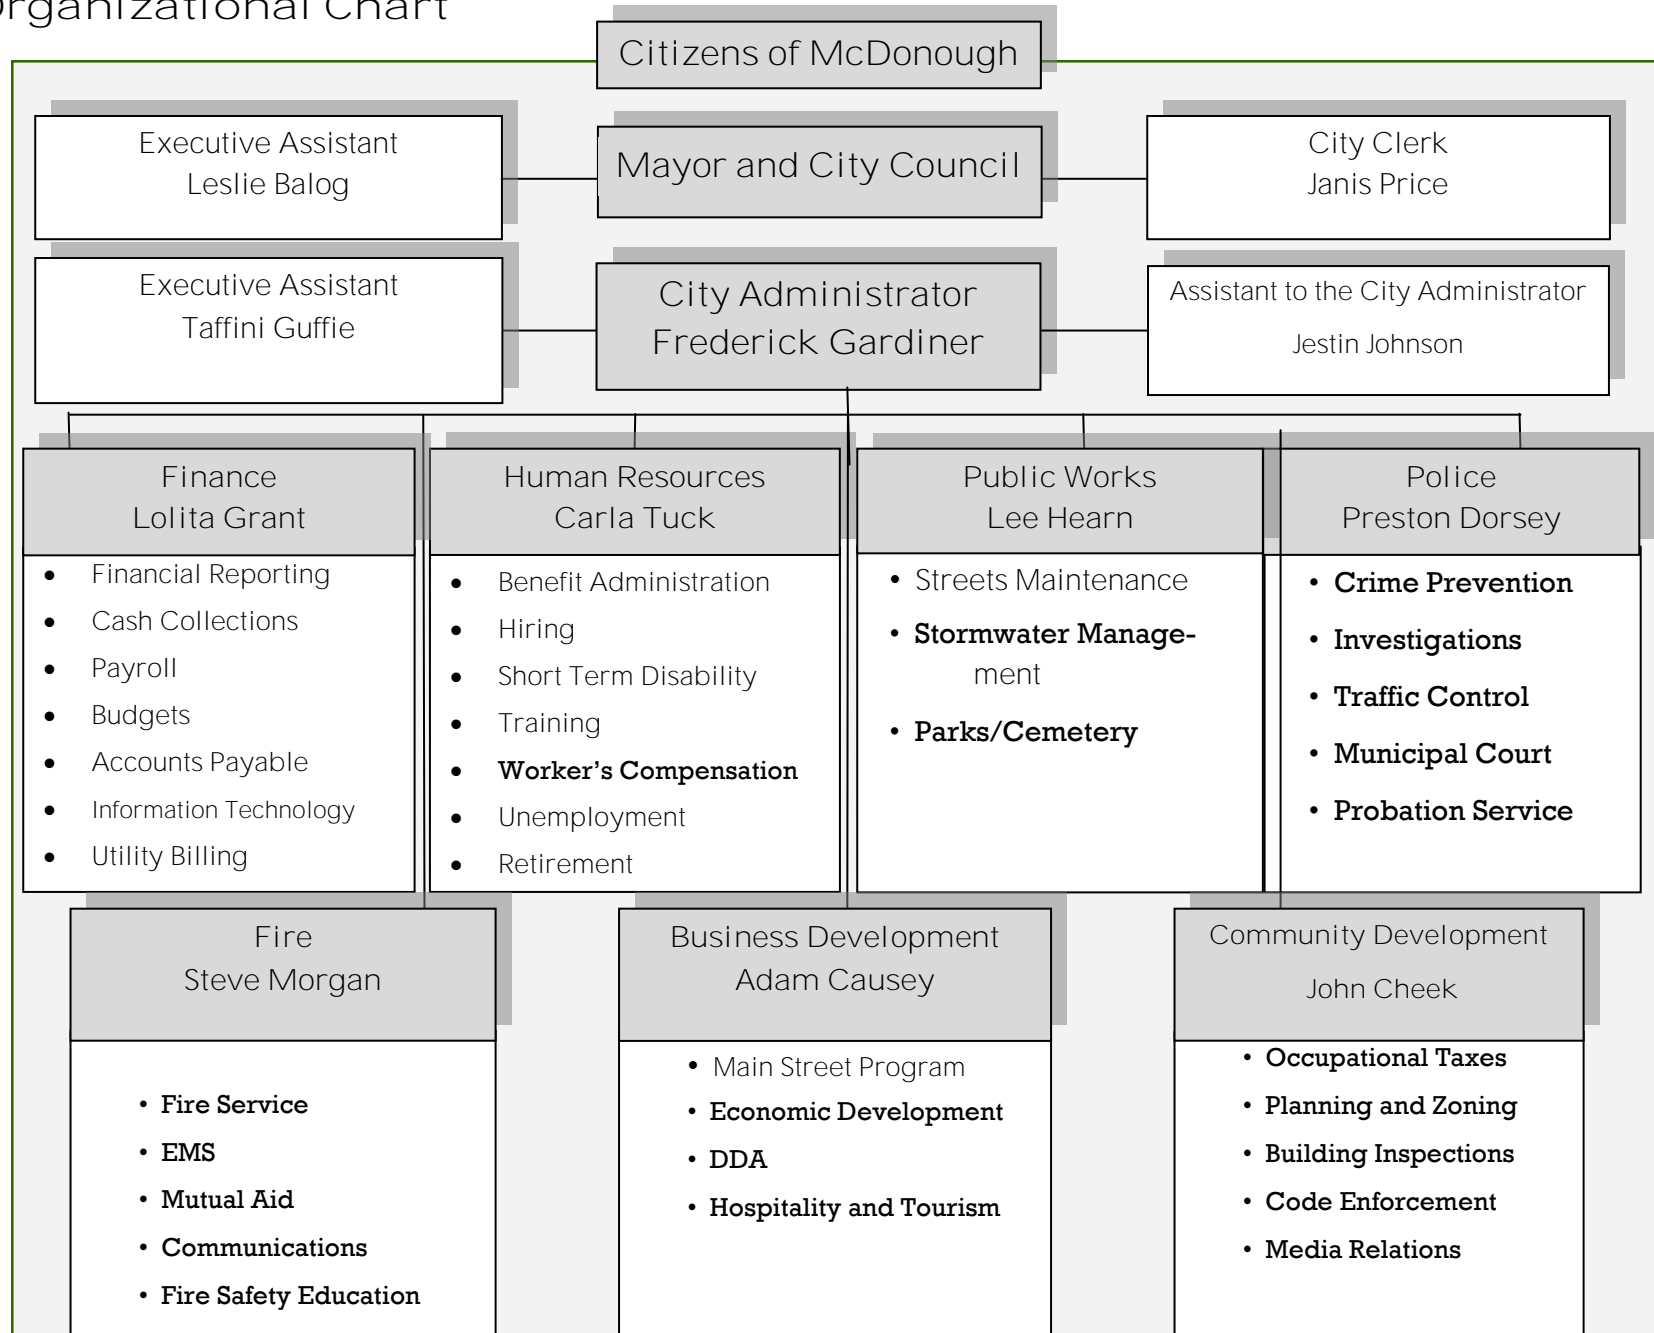 Organizational Chart
Citizens of McDonough
Executive Assistant
Leslie Balog
Mayor and City Council
City Clerk
Janis Price
Executive Assistant
Taffini Guffie
City Administrator
Frederick Gardiner
Assistant to the City Administrator
Jestin Johnson
Finance
Lolita Grant
• Financial Reporting
• Cash Collections
• Payroll
• Budgets
• Accounts Payable
• Information Technology
• Utility Billing
Human Resources
Carla Tuck
• Benefit Administration
• Hiring
• Short Term Disability
• Training
• Worker's Compensation
• Unemployment
• Retirement
Public Works
Lee Hearn
• Streets Maintenance
• Stormwater Manage-
ment
• Parks/Cemetery
Police
Preston Dorsey
• Crime Prevention
• Investigations
• Traffic Control
• Municipal Court
• Probation Service
Fire
Steve Morgan
• Fire Service
• EMS
• Mutual Aid
• Communications
• Fire Safety Education
Business Development
Adam Causey
• Main Street Program
• Economic Development
• DDA
• Hospitality and Tourism
Community Development
John Cheek
• Occupational Taxes
• Planning and Zoning
• Building Inspections
• Code Enforcement
• Media Relations